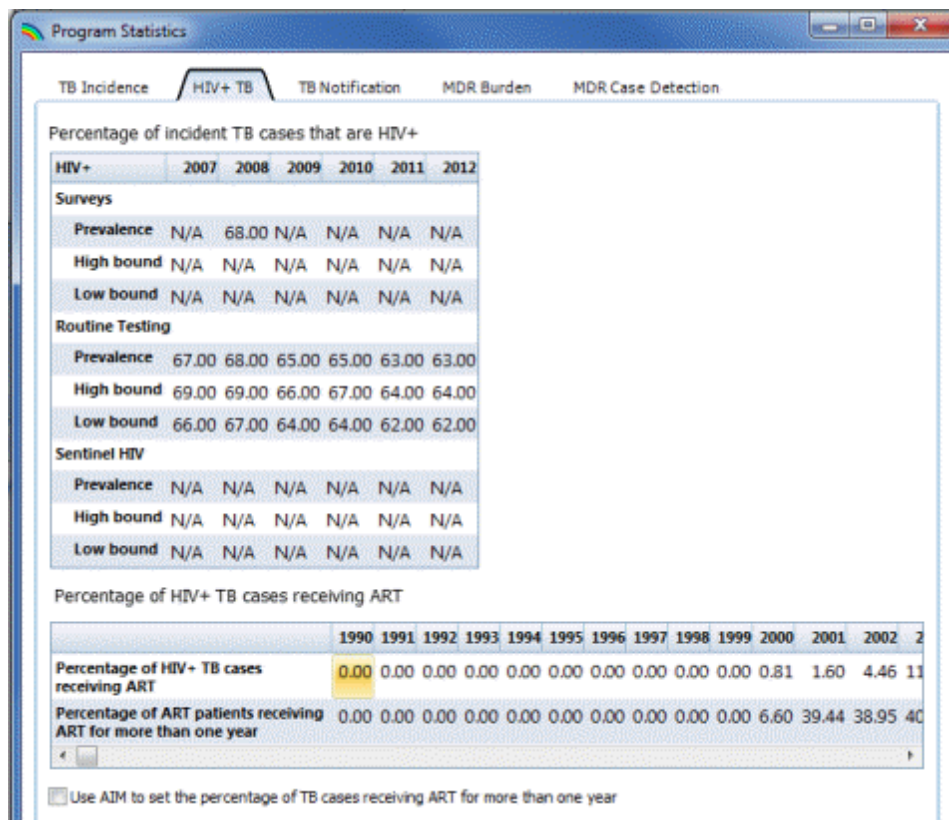 Program Statistics
TB Incidence HIV+ TB TB Notification MDR Burden MDR Case Detection
Percentage of incident TB cases that are HIV+
HIV+ 2007 2008 2009 2010 2011 2012
Surveys
Prevalence N/A 68.00 N/A N/A N/A N/A
High bound N/A N/A N/A N/A N/A N/A
Low bound N/A N/A N/A N/A N/A N/A
Routine Testing
Prevalence 67.00 68.00 65.00 65.00 63.00 63.00
High bound 69.00 69.00 66.00 67.00 64.00 64.00
Low bound 66.00 67.00 64.00 64.00 62.00 62.00
Sentinel HIV
Prevalence N/A N/A N/A N/A N/A N/A
High bound N/A N/A N/A N/A N/A N/A
Low bound N/A N/A N/A N/A N/A N/A
Percentage of HIV+ TB cases receiving ART
1990 1991 1992 1993 1994 1995 1996 1997 1998 1999 2000 2001 2002 2
Percentage of HIV+ TB cases
receiving ART 0.00 0.00 0.00 0.00 0.00 0.00 0.00 0.00 0.00 0.00 0.81 1.60 4.46 11
Percentage of ART patients receiving
ART for more than one year 0.00 0.00 0.00 0.00 0.00 0.00 0.00 0.00 0.00 0.00 6.60 39.44 38.95 40
Use AIM to set the percentage of TB cases receiving ART for more than one year